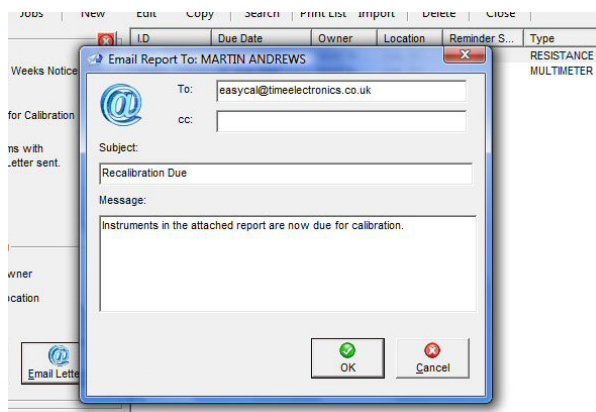 Jobs New Edit Copy Search Print List Import Delete Close
I.D Due Date Owner Location Reminder S... Type
RESISTANCE
Weeks Notice MULTIMETER
for Calibration
ms with
Letter sent.
wner
ocation
Email Lette
Email Report To: MARTIN ANDREWS
To: easycal@timeelectronics.co.uk
cc:
Subject:
Recalibration Due
Message:
Instruments in the attached report are now due for calibration.
OK Cancel